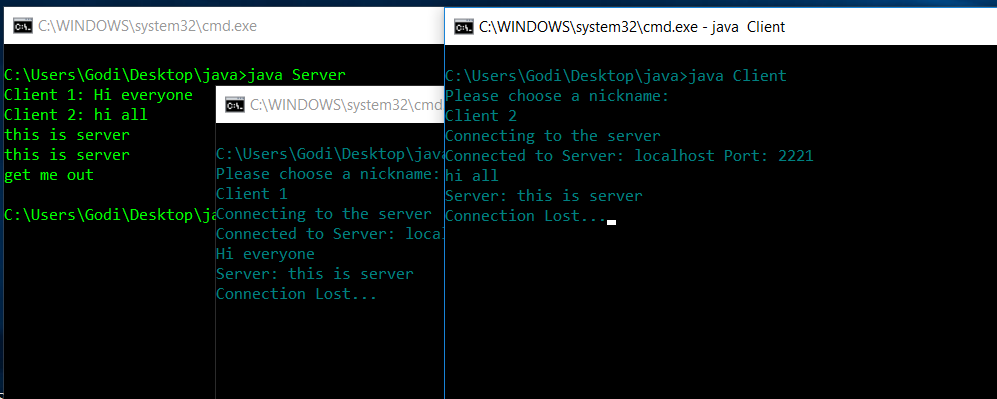 C:\WINDOWS\system32\cmd.exe
C:\Users\Godi\Desktop\java>java Server
Client 1: Hi everyone
Client 2: hi all
this is server
this is server
get me out
C:\Users\Godi\Desktop\ja
C:\WINDOWS\system32\cmd
C:\Users\Godi\Desktop\java
Please choose a nickname:
Client 1
Connecting to the server
Connected to Server: local
Hi everyone
Server: this is server
Connection Lost...
C:\WINDOWS\system32\cmd.exe - java Client
C:\Users\Godi\Desktop\java>java Client
Please choose a nickname:
Client 2
Connecting to the server
Connected to Server: localhost Port: 2221
hi all
Server: this is server
Connection Lost...